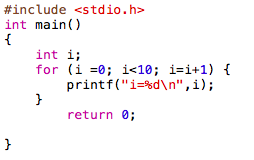 #include <stdio.h>
int main()
{
    int i;
    for (i =0; i<10; i=i+1) {
        printf("i=%d\n",i);
    }
        return 0;

}